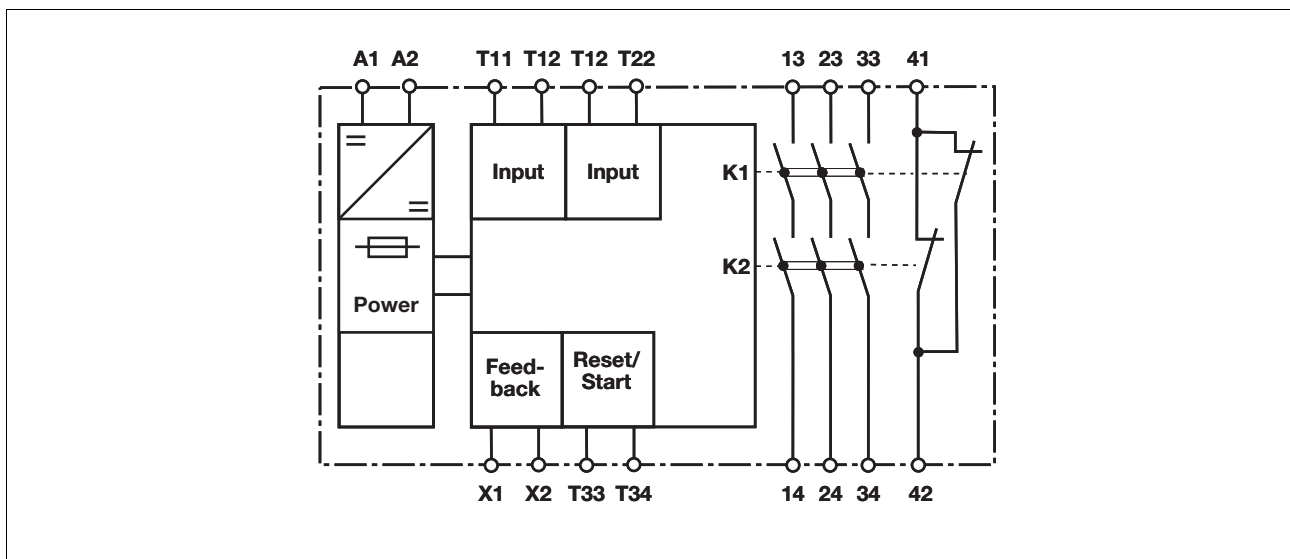 A1 A2 T11 T12 T12 T22 13 23 33 41
Input Input
K1
K2
Power
Feed-
back
Reset/
Start
X1 X2 T33 T34 14 24 34 42